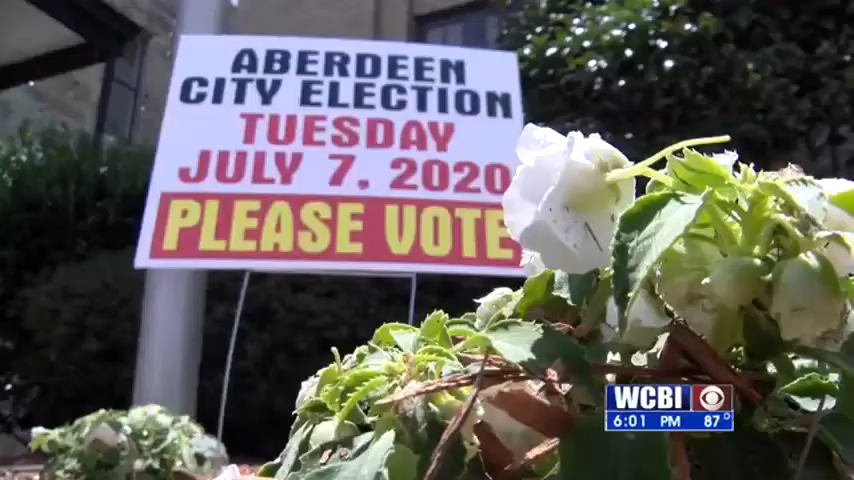 ABERDEEN
CITY ELECTION
TUESDAY
JULY 7, 2020
PLEASE VOTE
WCBI
6:01 PM 87°